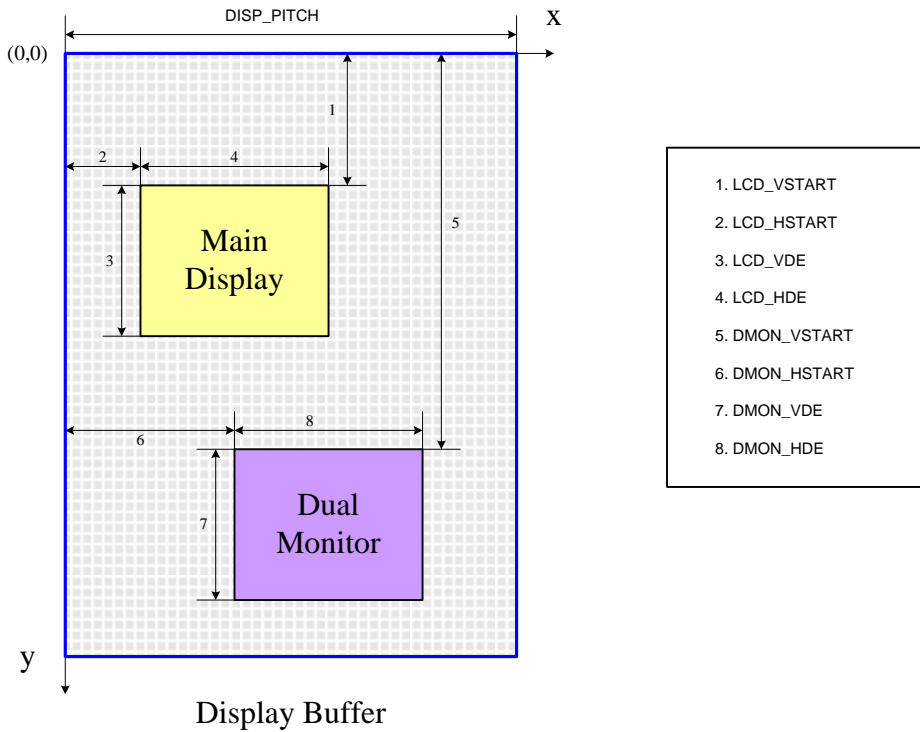 DISP_PITCH
x
(0,0)
1
2
4
3
5
Main
Display
6
8
7
Dual
Monitor
y
Display Buffer
1. LCD_VSTART
2. LCD_HSTART
3. LCD_VDE
4. LCD_HDE
5. DMON_VSTART
6. DMON_HSTART
7. DMON_VDE
8. DMON_HDE